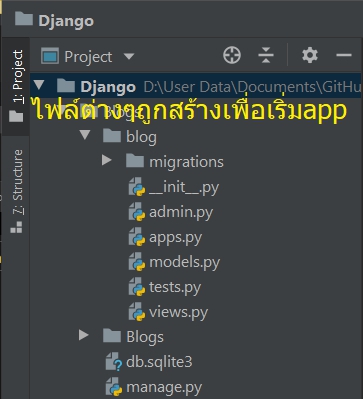 Django
Project
1: Project
Django D:\User Data\Documents\GitHu
ไฟล์ต่างๆถูกสร้างเพื่อเริ่มapp
blog
migrations
__init__.py
admin.py
apps.py
models.py
tests.py
views.py
7: Structure
Blogs
db.sqlite3
manage.py